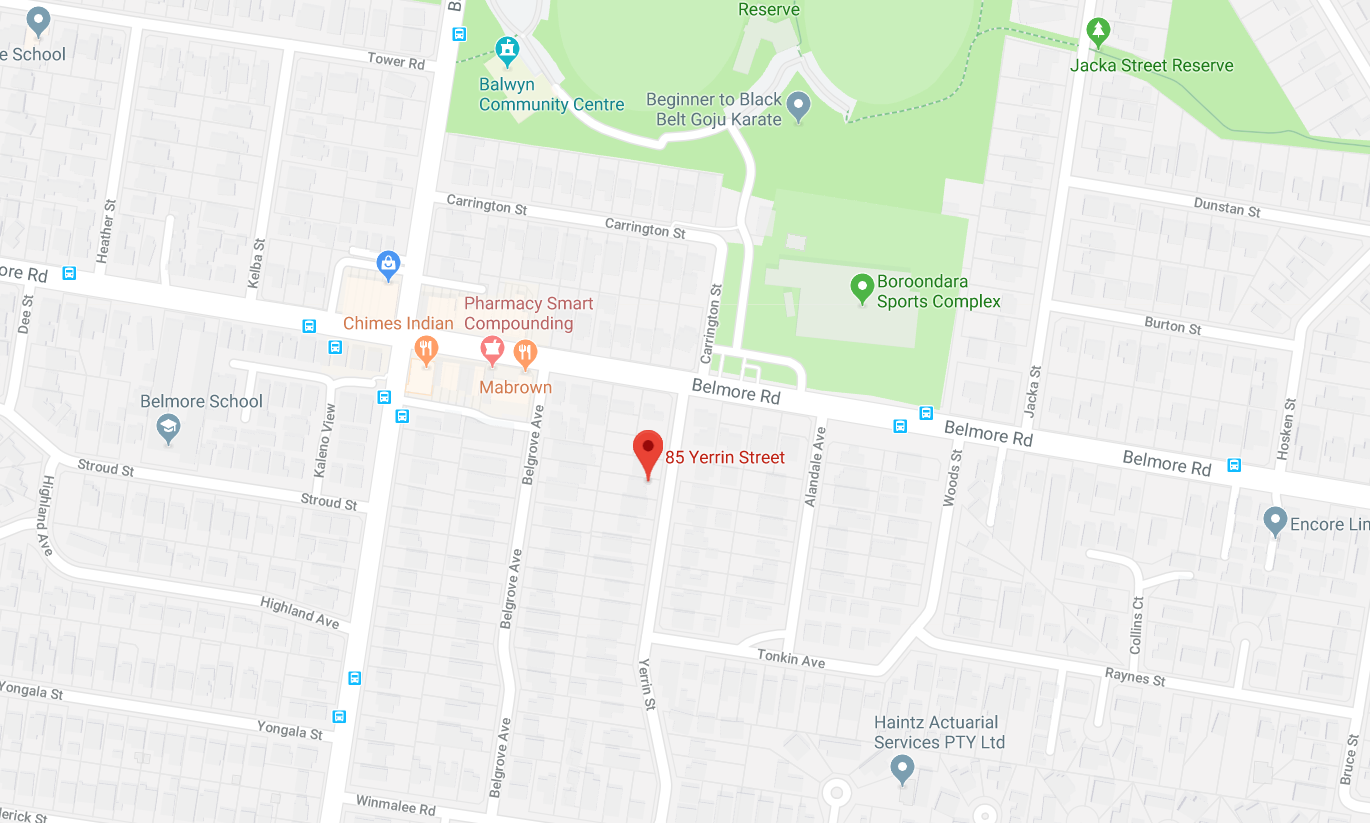 Reserve
B
e School
Tower Rd
Balwyn
Community Centre
Beginner to Black
Belt Goju Karate
Jacka Street Reserve
Heather St
Kelba St
Carrington St
Carrington St
Dunstan St
ore Rd
Dee St
Boroondara
Sports Complex
Pharmacy Smart
Compounding
Chimes Indian
Carrington St
Burton St
Mabrown
Belmore Rd
Jacka St
Belmore School
Kaleno View
Belgrove Ave
Alandale Ave
Belmore Rd
Hosken St
85 Yerrin Street
Belmore Rd
Woods St
Stroud St
Stroud St
Highland Ave
Encore Lin
Highland Ave
Belgrove Ave
Collins Ct
Tonkin Ave
Yerrin St
Raynes St
Yongala St
Yongala St
Belgrove Ave
Haintz Actuarial
Services PTY Ltd
Bruce St
Winmalee Rd
derick St